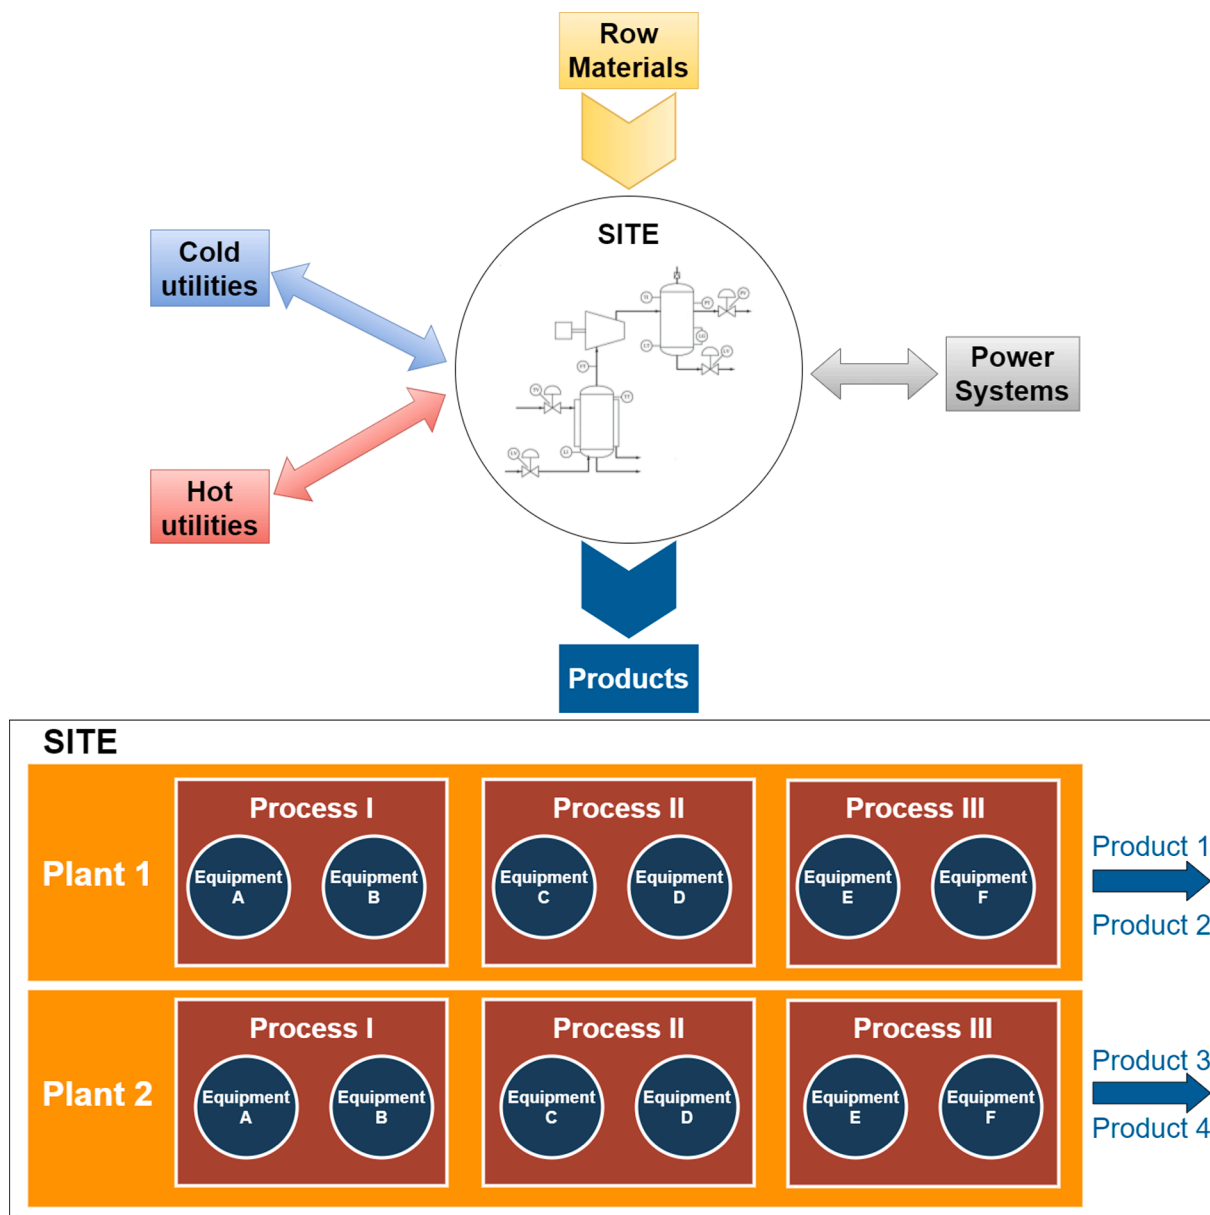 Row
Materials
SITE
Cold
utilities
Hot
utilities
Power
Systems
Products
SITE
Plant 1
Process I
Equipment
A
Equipment
B
Process II
Equipment
C
Equipment
D
Process III
Equipment
E
Equipment
F
Product 1
Product 2
Plant 2
Process I
Equipment
A
Equipment
B
Process II
Equipment
C
Equipment
D
Process III
Equipment
E
Equipment
F
Product 3
Product 4